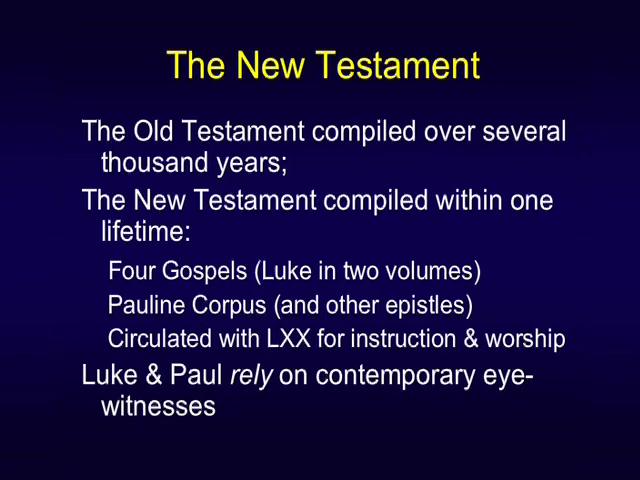 The New Testament
The Old Testament compiled over several
thousand years;
The New Testament compiled within one
lifetime:
Four Gospels (Luke in two volumes)
Pauline Corpus (and other epistles)
Circulated with LXX for instruction & worship
Luke & Paul rely on contemporary eye-
witnesses